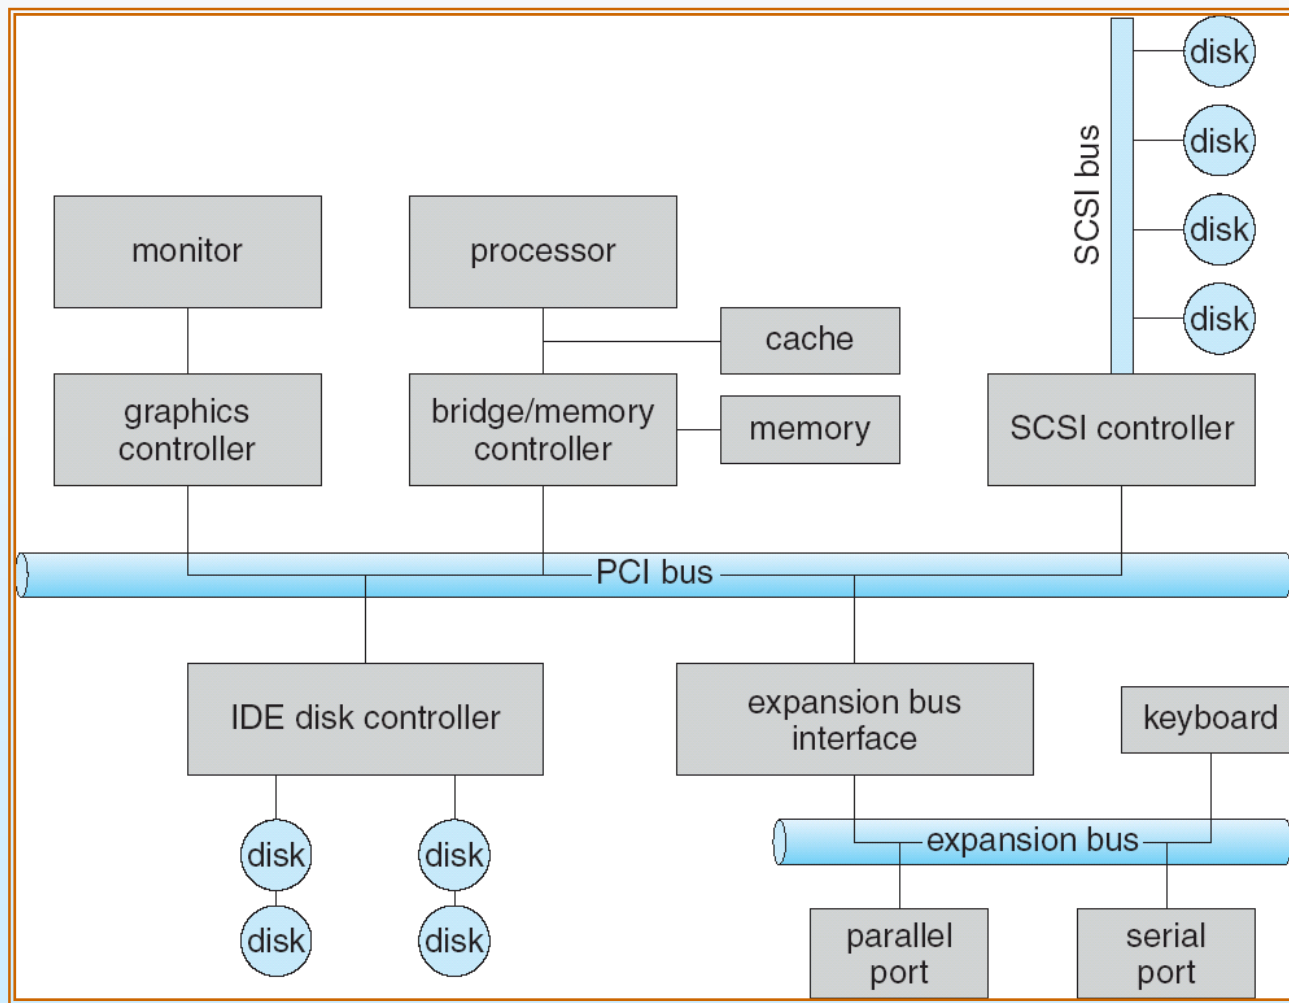 disk
disk
disk
disk
SCSI bus
monitor
processor
cache
graphics
controller
bridge/memory
controller
memory
SCSI controller
PCI bus
IDE disk controller
expansion bus
interface
keyboard
disk
disk
disk
disk
expansion bus
parallel
port
serial
port